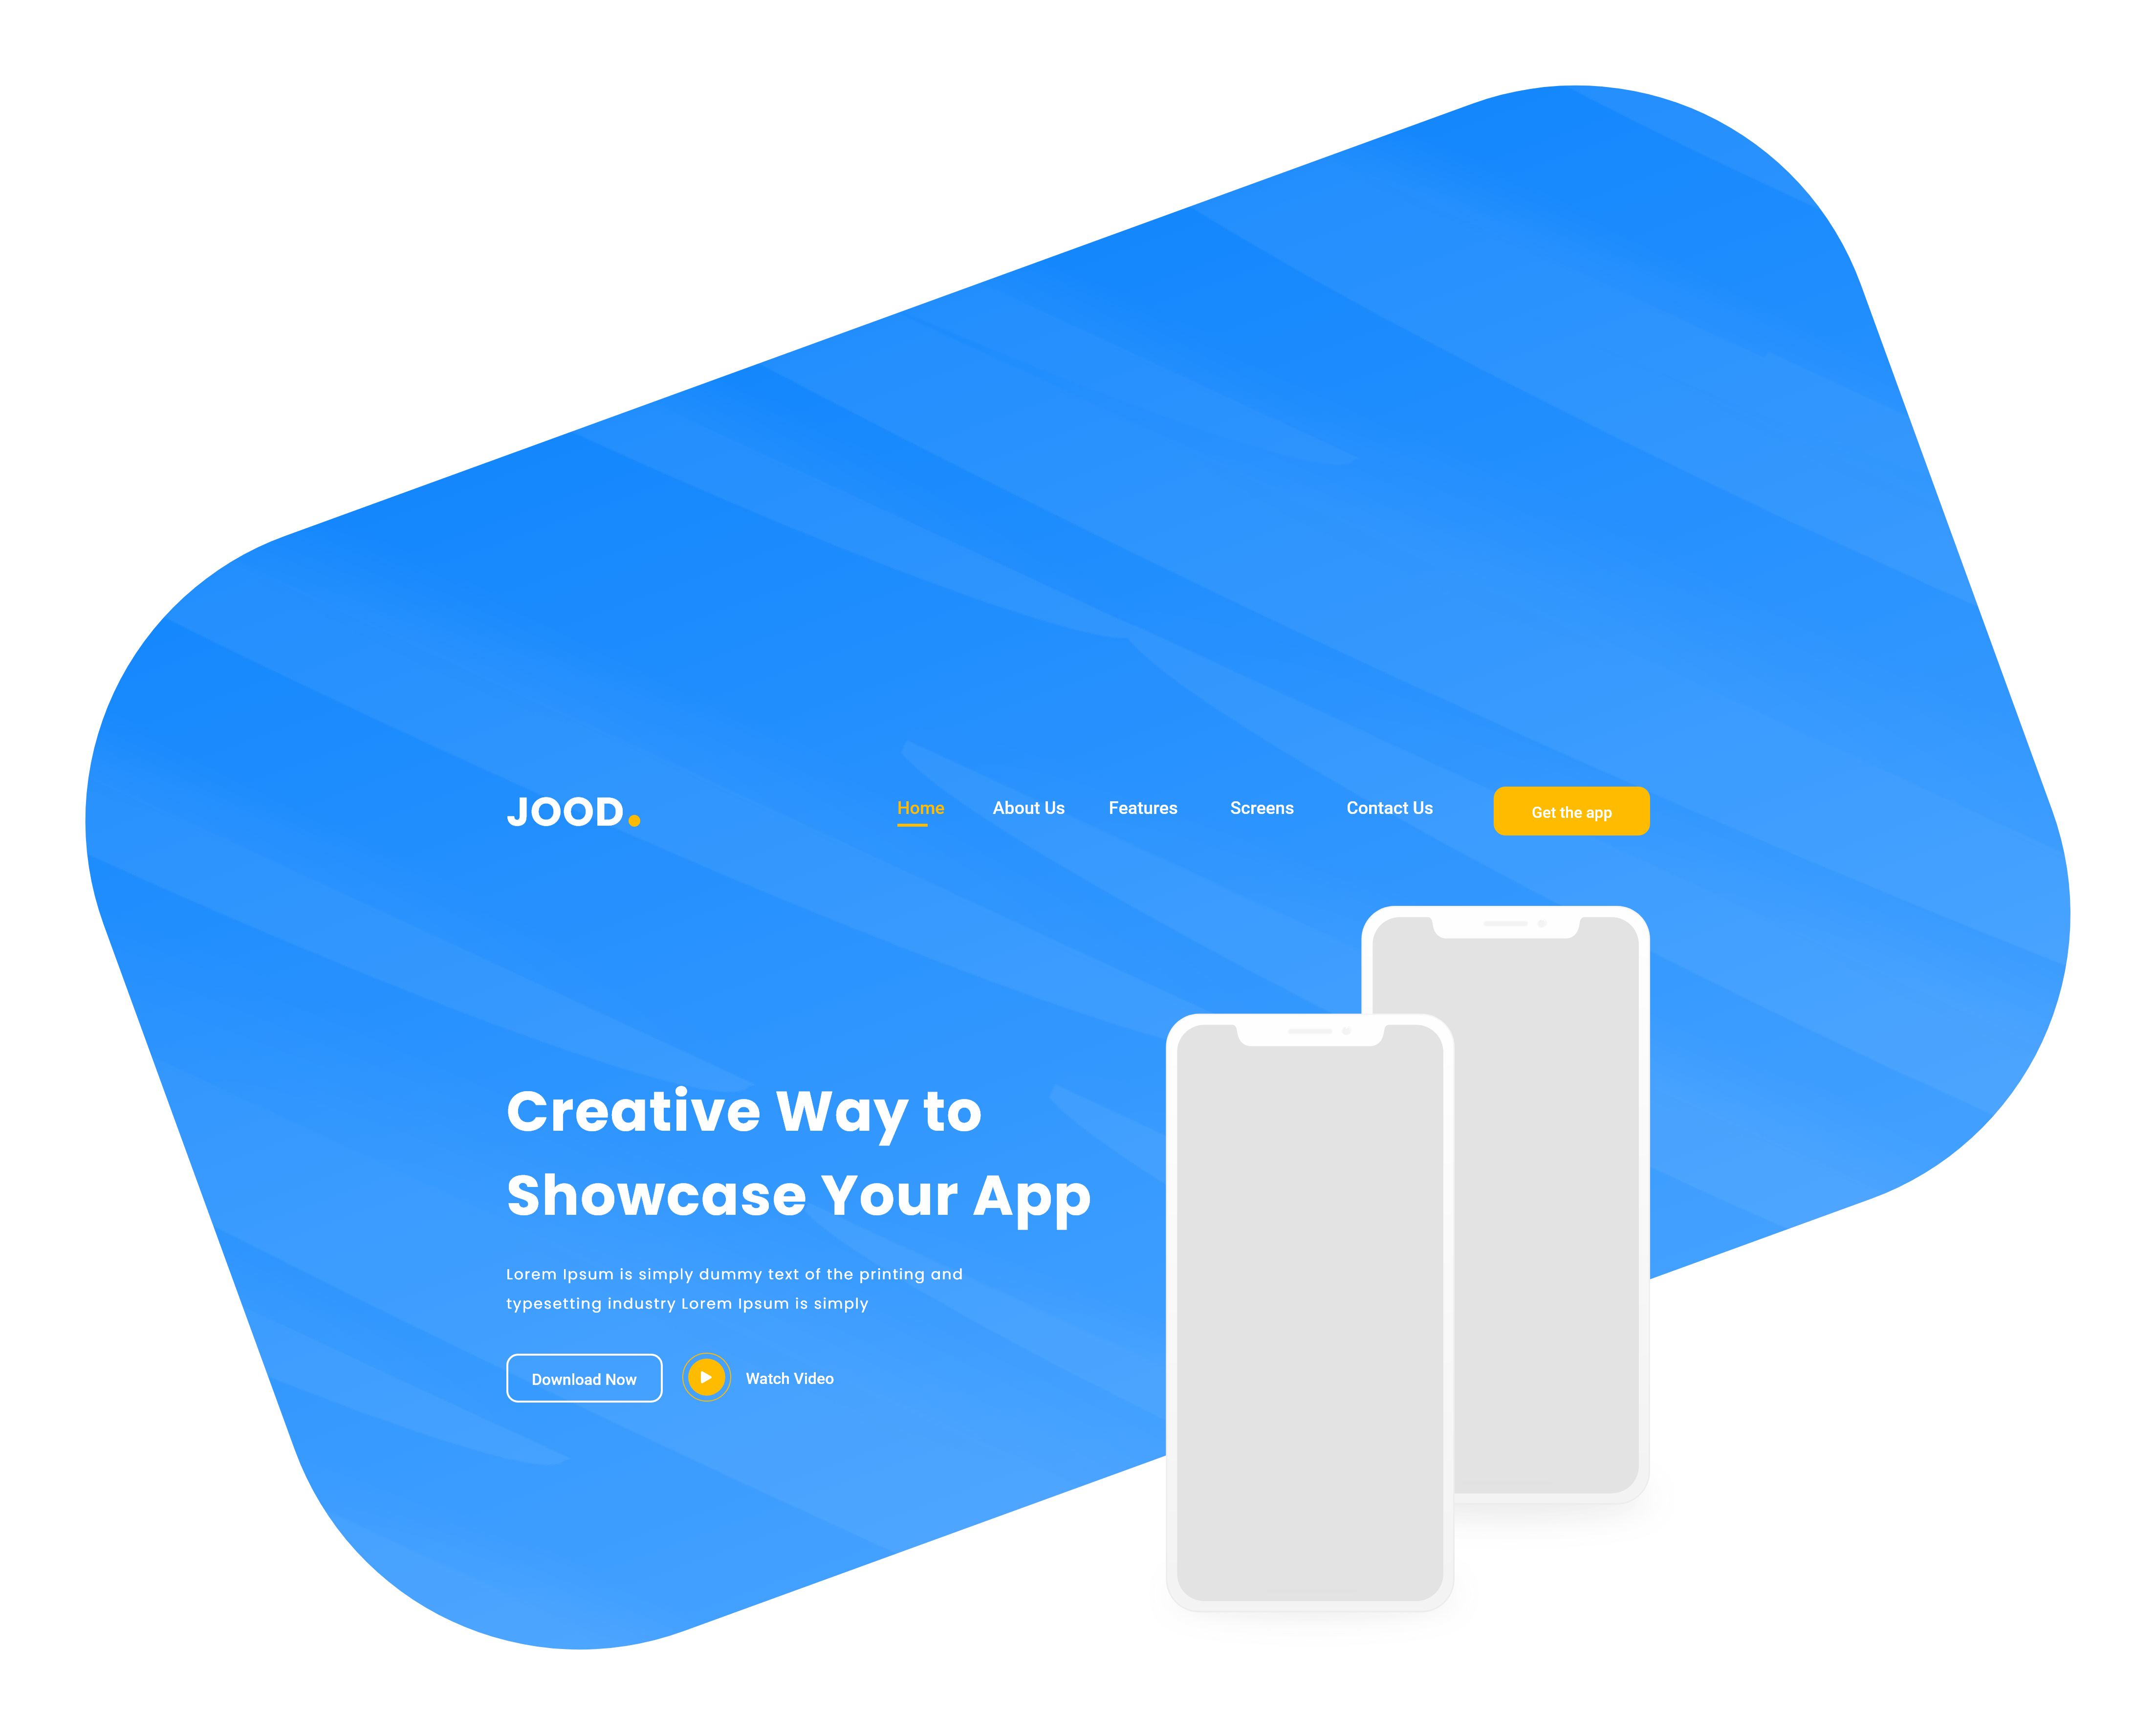 JOOD.
Home About Us Features Screens Contact Us Get the app
Creative Way to
Showcase Your App
Lorem Ipsum is simply dummy text of the printing and
typesetting industry Lorem Ipsum is simply
Download Now Watch Video